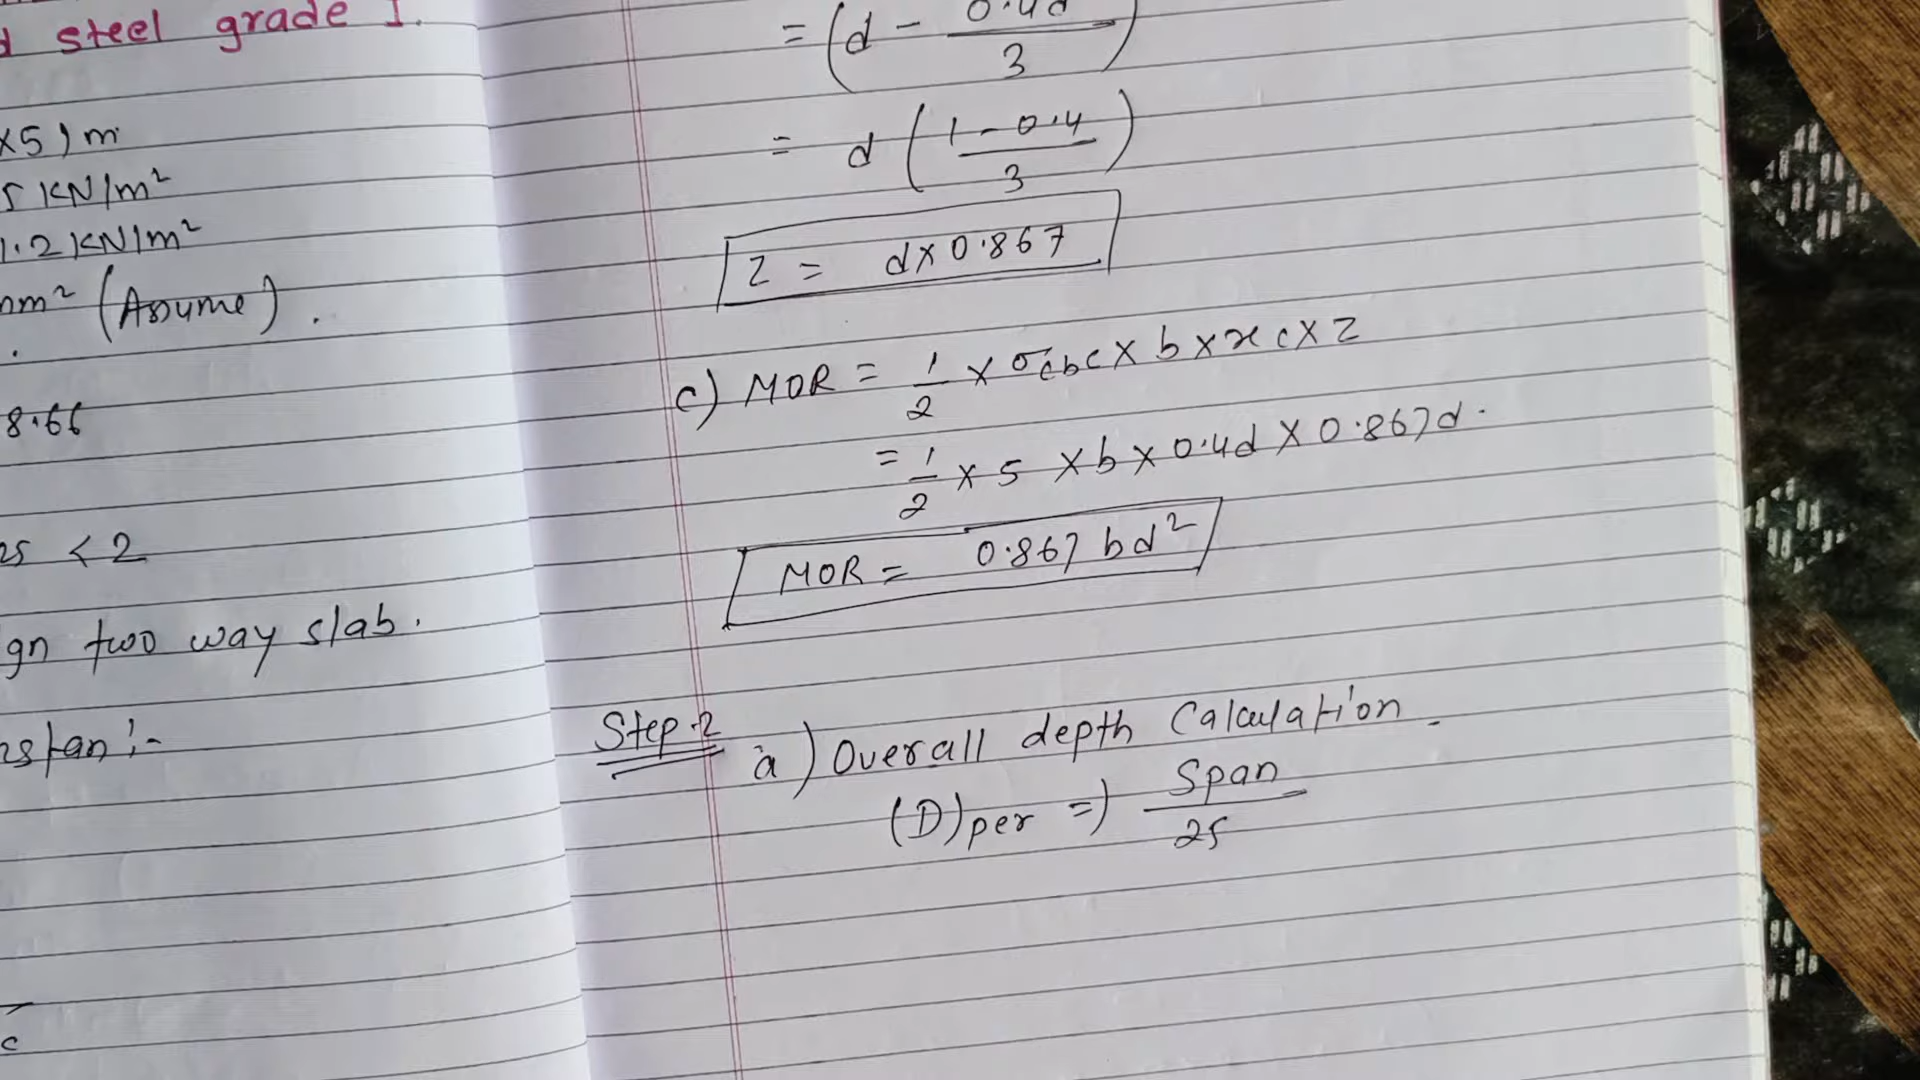 steel grade I.
×5) m
5 KN/m²
1.2 KN/m²
mm² (Assume).
8.66
25 < 2
gn two way slab.
= (d - 0.4d/3)
= d (1 - 0.4/3)
Z = d × 0.867
c) MOR = 1/2 × σcbc × b × xc × Z
= 1/2 × 5 × b × 0.4d × 0.867d.
MOR = 0.867 bd²
Step-2
a) Overall depth Calculation.
(D)per => Span/25
c